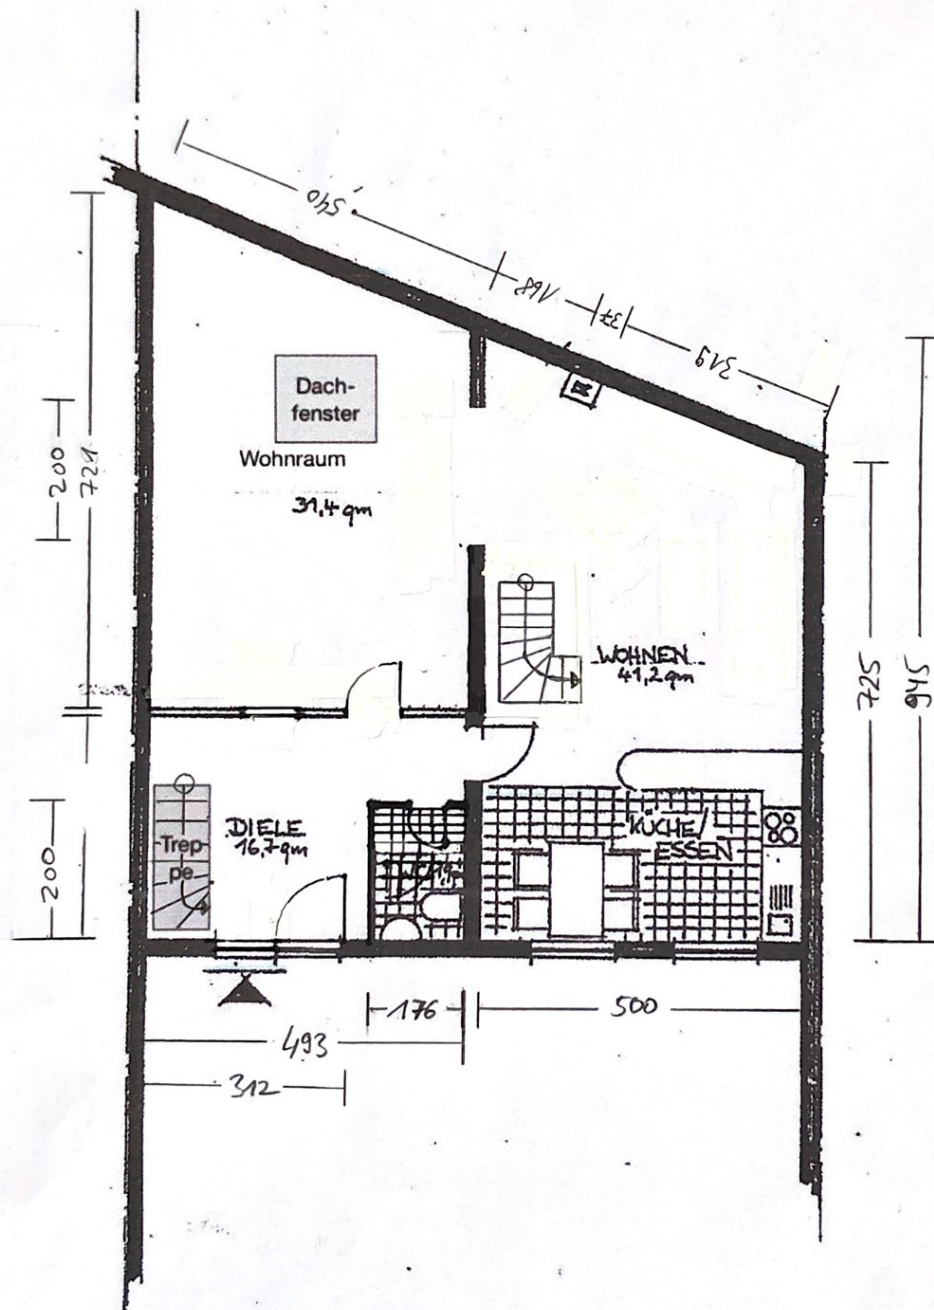 540
168
37
319
Dach-
fenster
Wohnraum
31,4 qm
200
721
WOHNEN
41,2 qm
725
945
DIELE
16,7 qm
Trep-
pe
KÜCHE/
ESSEN
200
176
500
493
312